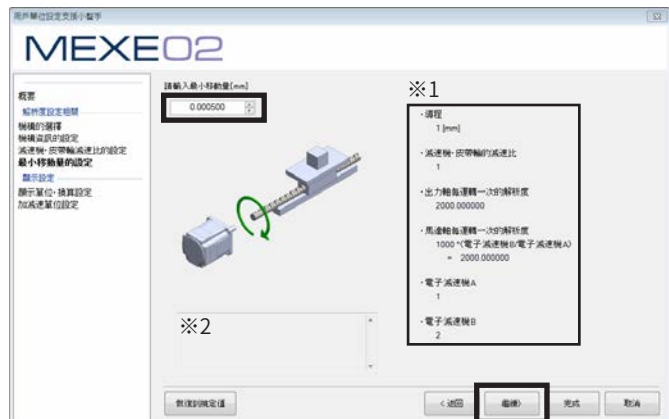 用戶單位設定支援小幫手
MEXE02
概要
解析度設定相關
機構的選擇
機構資訊的設定
減速機·皮帶輪減速比的設定
最小移動量的設定
顯示設定
顯示單位·換算設定
加減速單位設定
請輸入最小移動量[mm]
0.000500
※1
·導程
1 [mm]
·減速機·皮帶輪的減速比
1
·出力軸每運轉一次的解析度
2000.000000
·馬達軸每運轉一次的解析度
1000 *(電子減速機B/電子減速機A)
= 2000.000000
·電子減速機A
1
·電子減速機B
2
※2
恢復到規定值
< 返回
繼續>
完成
取消